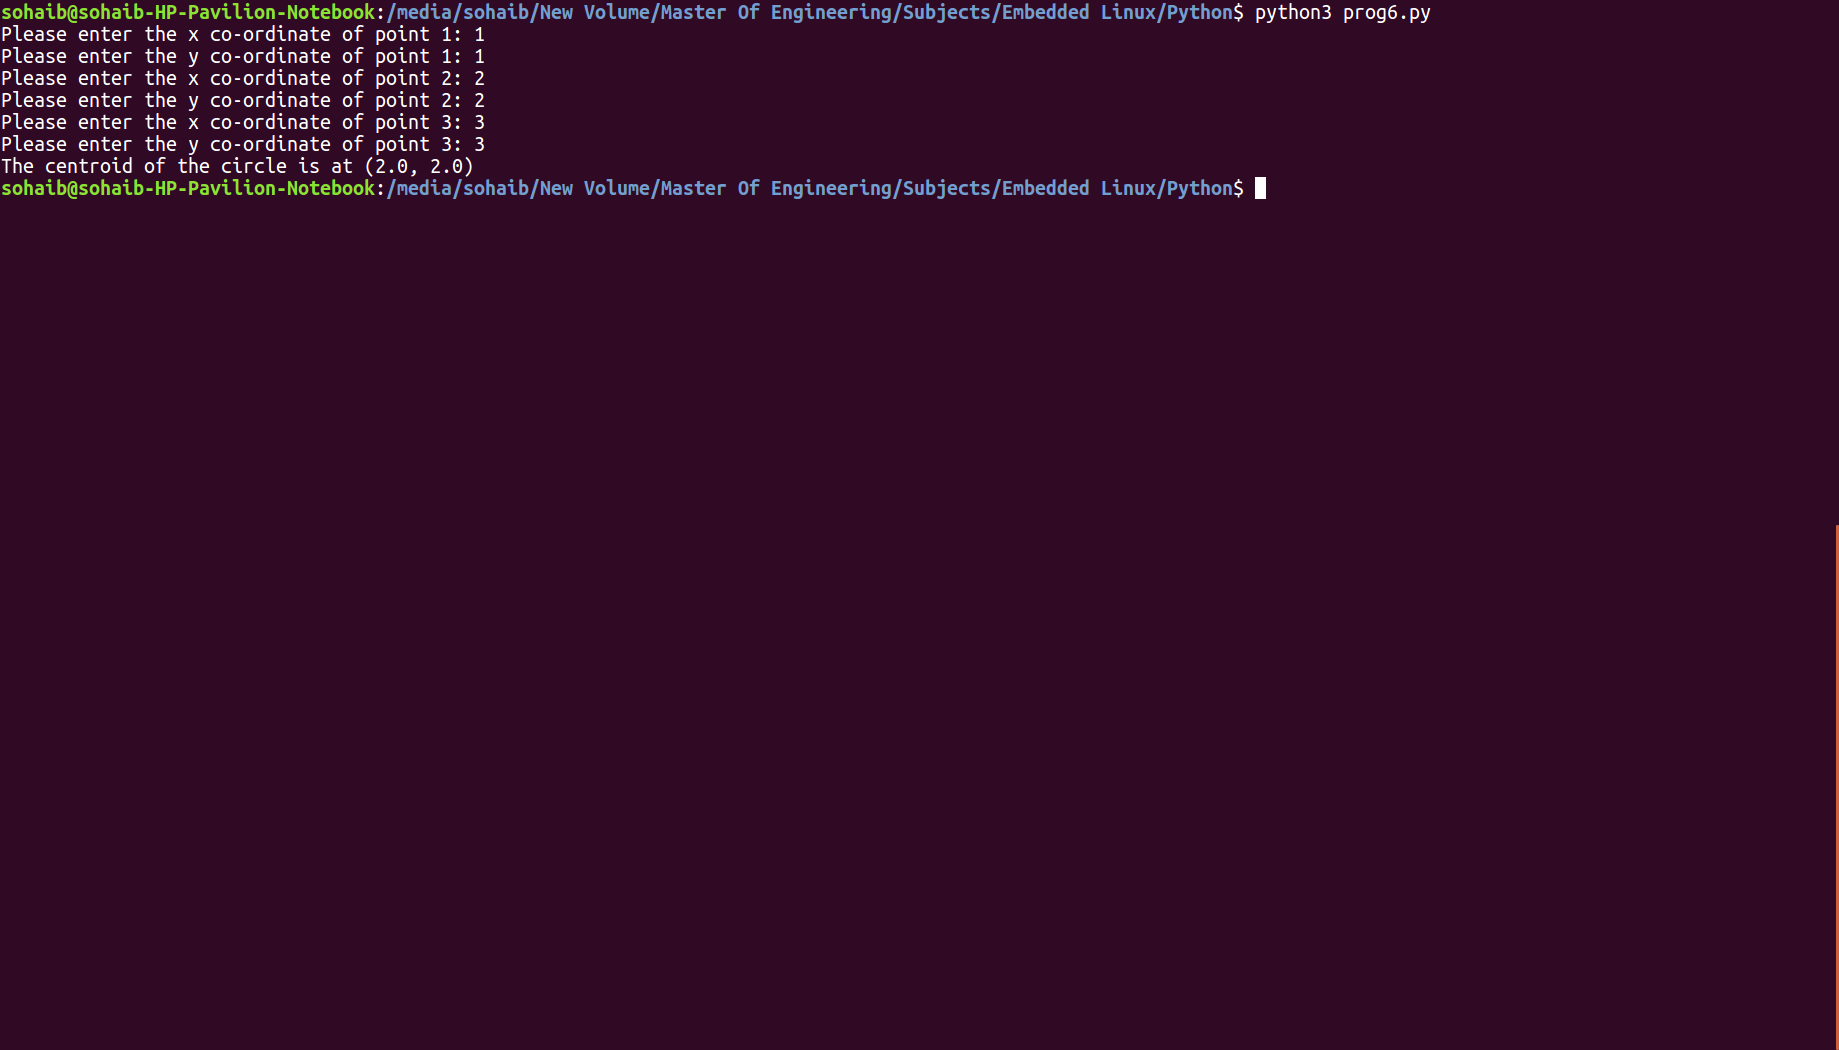 sohaib@sohaib-HP-Pavilion-Notebook:/media/sohaib/New Volume/Master Of Engineering/Subjects/Embedded Linux/Python$ python3 prog6.py
Please enter the x co-ordinate of point 1: 1
Please enter the y co-ordinate of point 1: 1
Please enter the x co-ordinate of point 2: 2
Please enter the y co-ordinate of point 2: 2
Please enter the x co-ordinate of point 3: 3
Please enter the y co-ordinate of point 3: 3
The centroid of the circle is at (2.0, 2.0)
sohaib@sohaib-HP-Pavilion-Notebook:/media/sohaib/New Volume/Master Of Engineering/Subjects/Embedded Linux/Python$